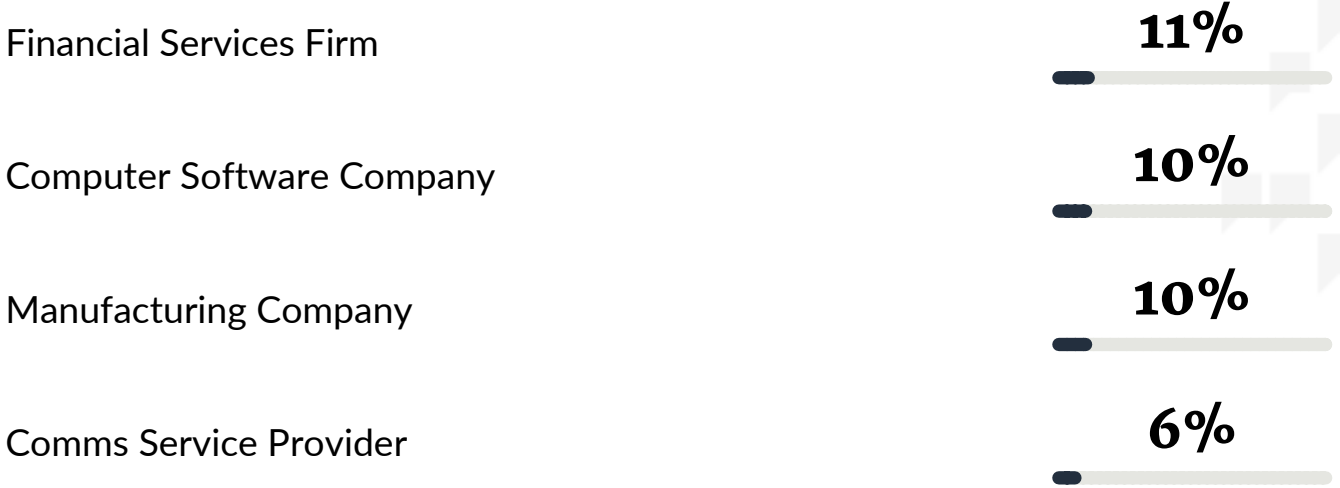 Financial Services Firm 11%
Computer Software Company 10%
Manufacturing Company 10%
Comms Service Provider 6%